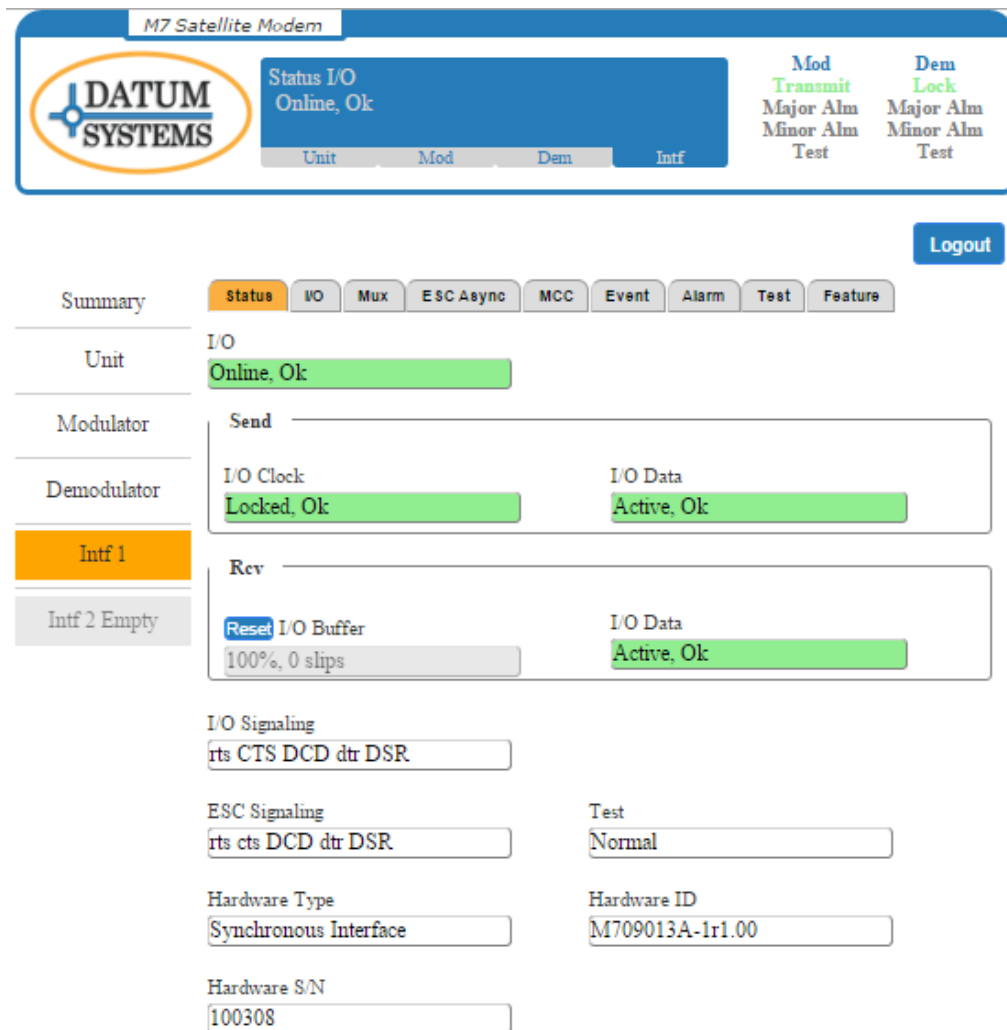 M7 Satellite Modem
DATUM
SYSTEMS
Status I/O
Online, Ok
Unit Mod Dem Intf
Mod Dem
Transmit Lock
Major Alm Major Alm
Minor Alm Minor Alm
Test Test
Logout
Summary
Unit
Modulator
Demodulator
Intf 1
Intf 2 Empty
Status I/O Mux ESC Async MCC Event Alarm Test Feature
I/O
Online, Ok
Send
I/O Clock I/O Data
Locked, Ok Active, Ok
Rcv
Reset I/O Buffer I/O Data
100%, 0 slips Active, Ok
I/O Signaling
rts CTS DCD dtr DSR
ESC Signaling Test
rts cts DCD dtr DSR Normal
Hardware Type Hardware ID
Synchronous Interface M709013A-1r1.00
Hardware S/N
100308